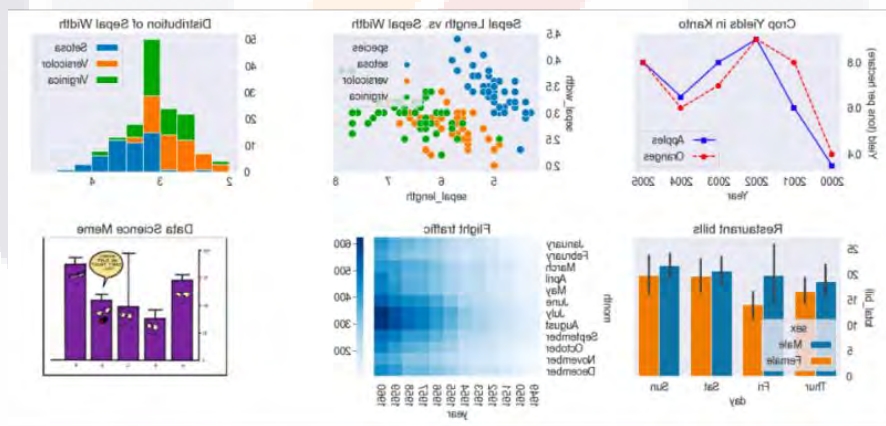 Crop Yields in Kanto
Yield (tons per hectare)
0.8
0.6
0.4
Apples
Oranges
2000 2001 2002 2003 2004 2005
Year
Sepal Length vs. Sepal Width
sepal_width
4.5
4.0
3.5
3.0
2.5
2.0
species
setosa
versicolor
virginica
5 6 7 8
sepal_length
Distribution of Sepal Width
50
40
30
20
10
0
Setosa
Versicolor
Virginica
2 3 4
Restaurant bills
total_bill
25
20
15
10
5
0
sex
Male
Female
Thur Fri Sat Sun
day
Flight traffic
month
January
February
March
April
May
June
July
August
September
October
November
December
1949 1950 1951 1952 1953 1954 1955 1956 1957 1958 1959 1960
year
600
500
400
300
200
Data Science Meme